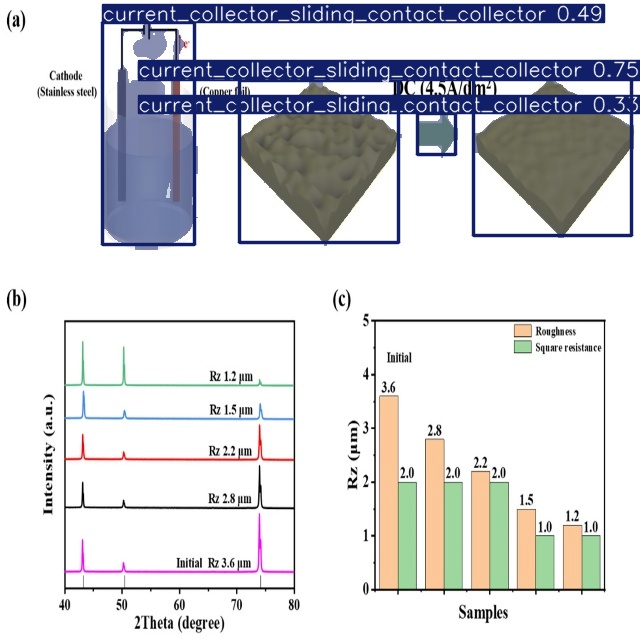 (a)
current_collector_sliding_contact_collector 0.49
current_collector_sliding_contact_collector 0.75
Cathode
(Stainless steel)
DC (4.5A/dm²)
current_collector_sliding_contact_collector 0.33
(b)
Intensity (a.u.)
Rz 1.2 μm
Rz 1.5 μm
Rz 2.2 μm
Rz 2.8 μm
Initial Rz 3.6 μm
40 50 60 70 80
2Theta (degree)
(c)
Rz (μm)
5
4
3
2
1
0
Roughness
Square resistance
Initial
3.6 2.0
2.8 2.0
2.2 2.0
1.5 1.0
1.2 1.0
Samples